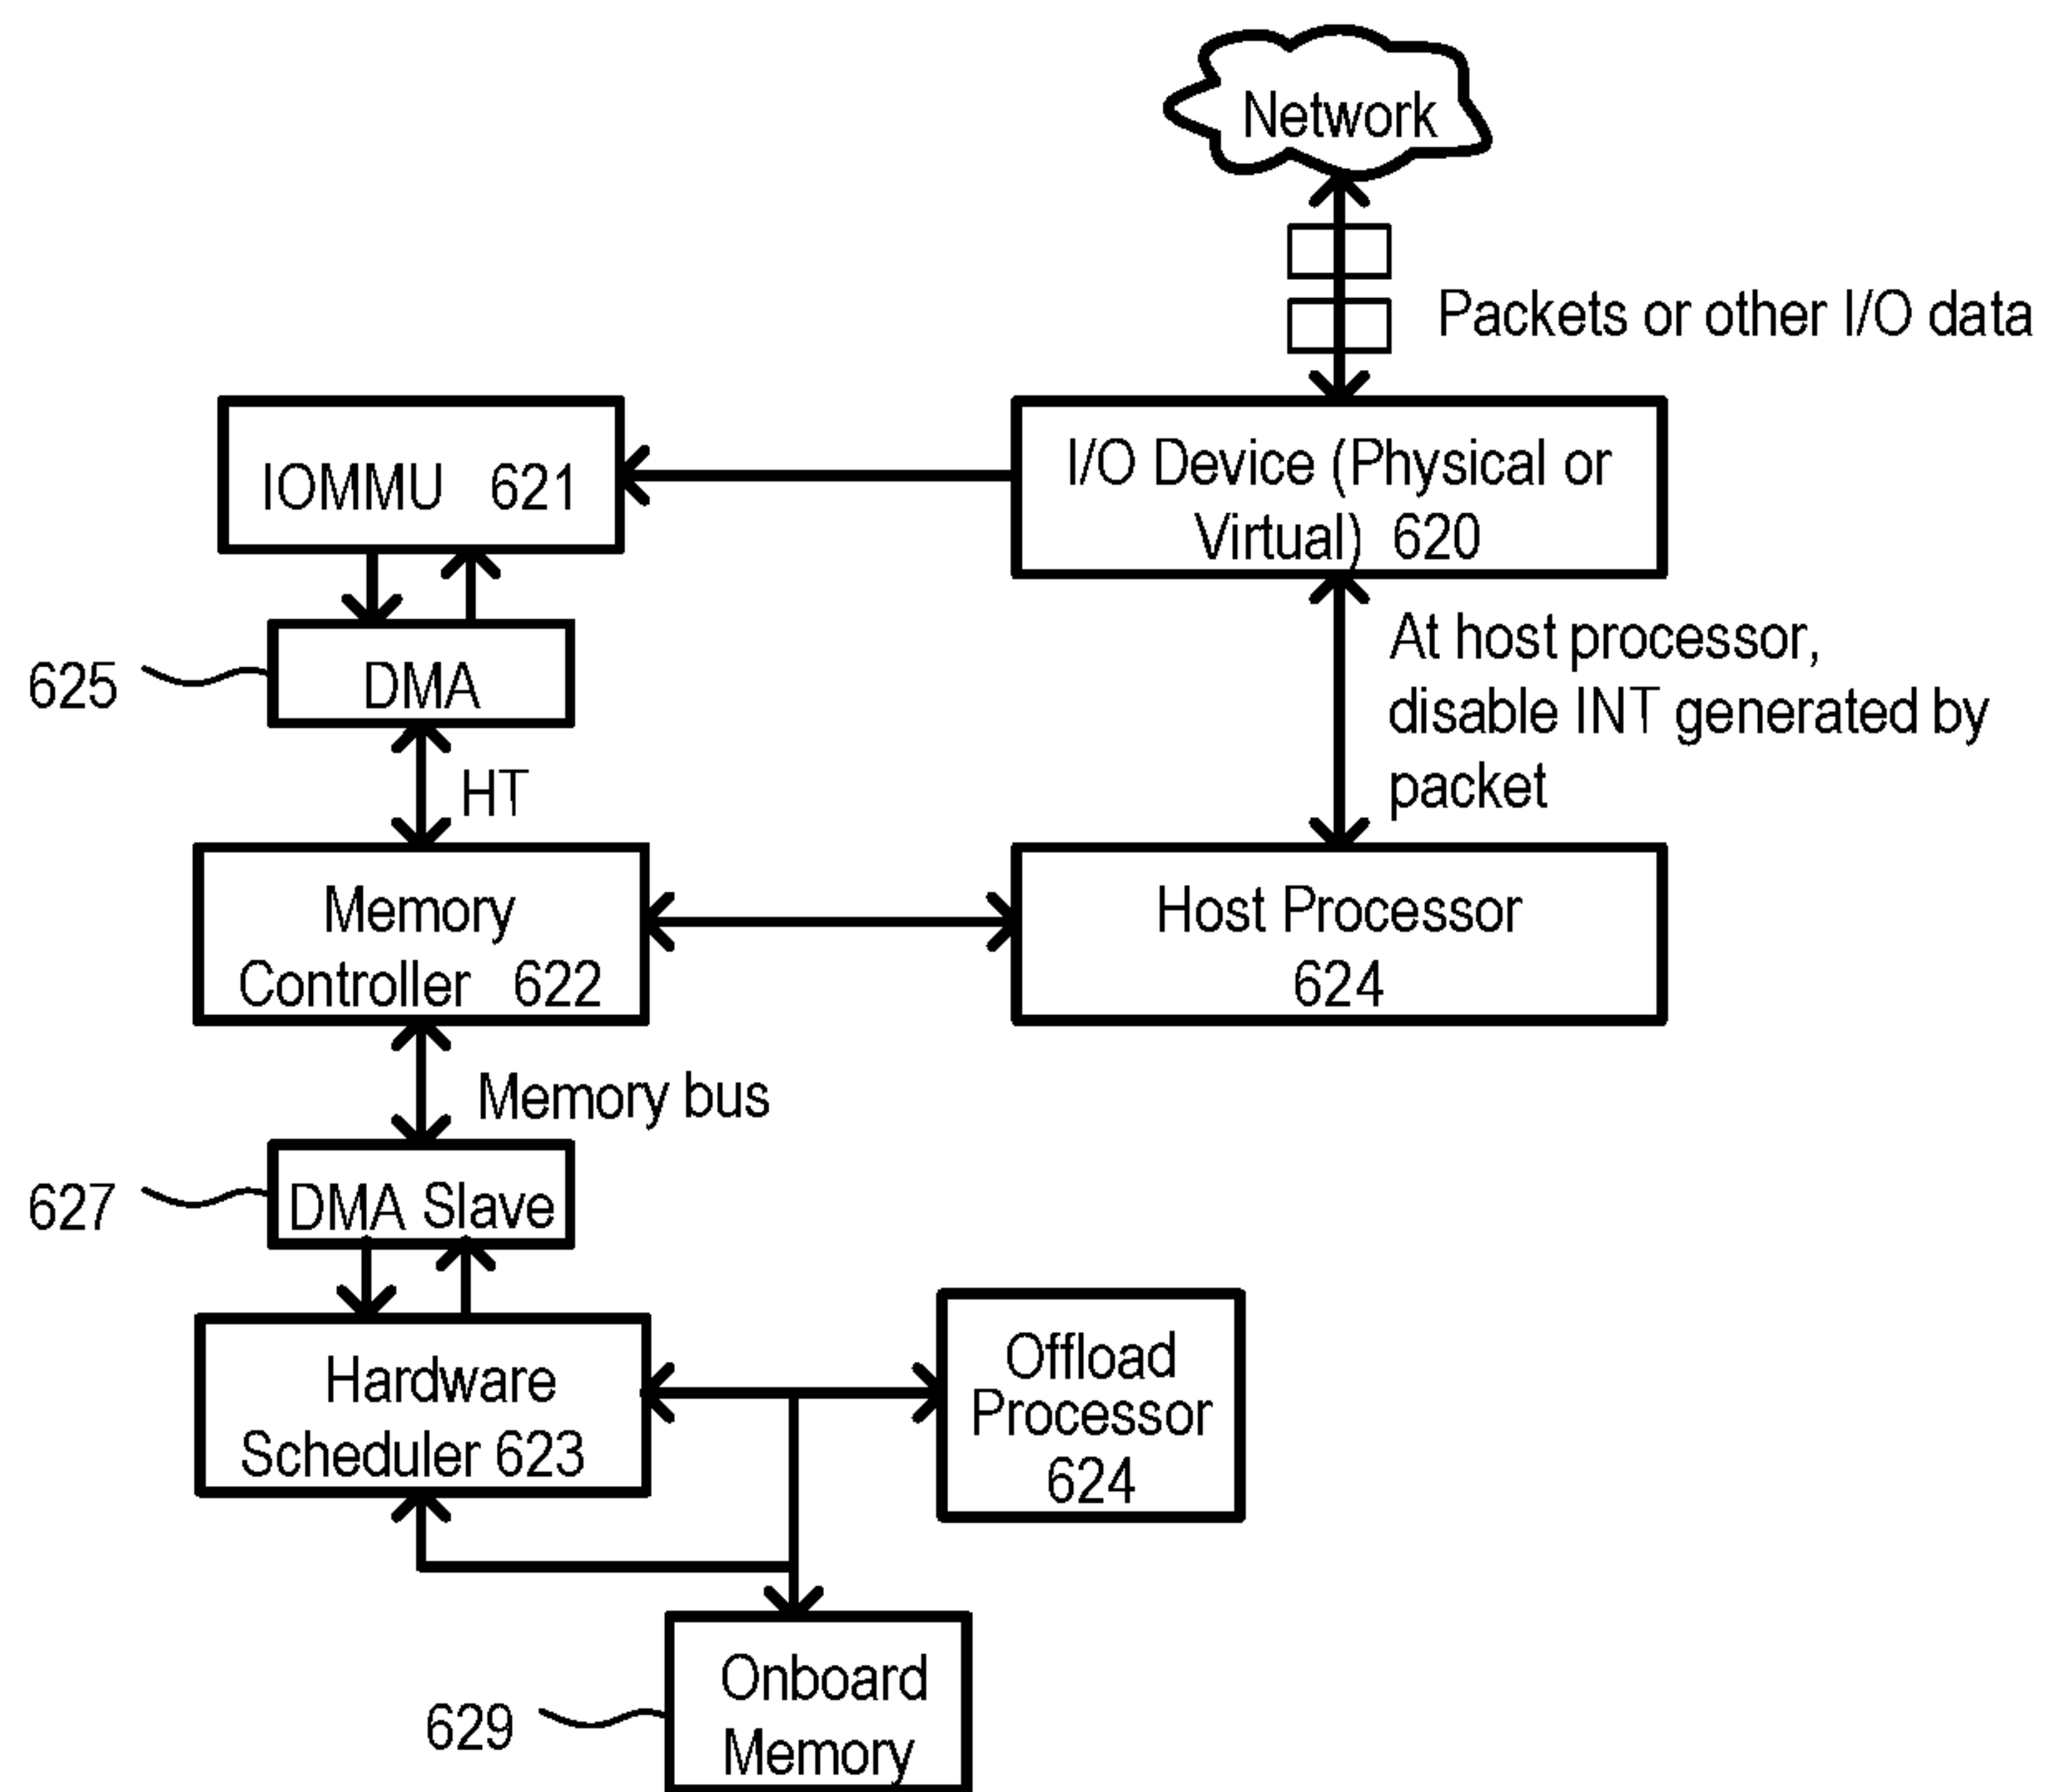 Network
Packets or other I/O data
IOMMU 621
I/O Device (Physical or
Virtual) 620
625
DMA
At host processor,
disable INT generated by
packet
HT
Memory
Controller 622
Host Processor
624
Memory bus
627
DMA Slave
Hardware
Scheduler 623
Offload
Processor
624
629
Onboard
Memory